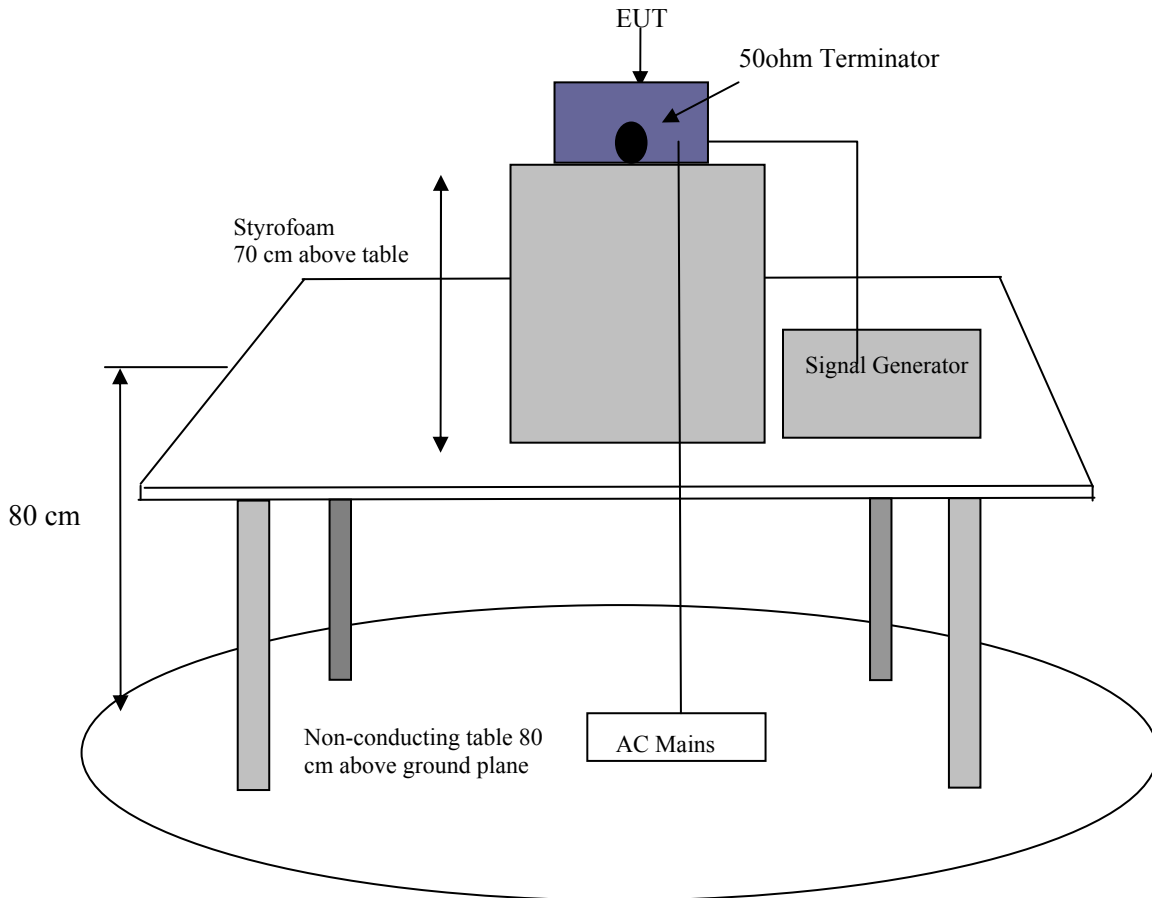 EUT
50ohm Terminator
Styrofoam
70 cm above table
Signal Generator
80 cm
Non-conducting table 80
cm above ground plane
AC Mains